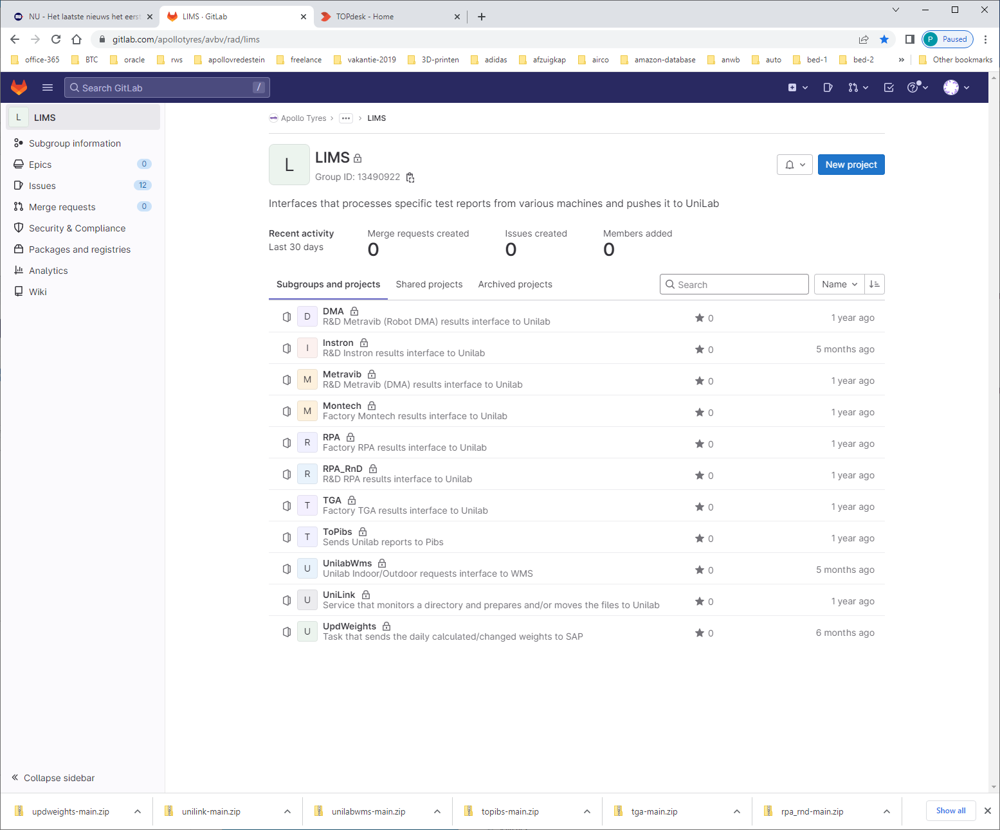 NU - Het laatste nieuws het eerst
LIMS · GitLab
TOPdesk - Home
gitlab.com/apollotyres/avbv/rad/lims
P Paused
office-365 BTC oracle rws apollovredestein freelance vakantie-2019 3D-printen adidas afzuigkap airco amazon-database anwb auto bed-1 bed-2 » Other bookmarks
Search GitLab /
L LIMS
Subgroup information
Epics 0
Issues 12
Merge requests 0
Security & Compliance
Packages and registries
Analytics
Wiki
Collapse sidebar
Apollo Tyres › ••• › LIMS
L
LIMS
Group ID: 13490922
New project
Interfaces that processes specific test reports from various machines and pushes it to UniLab
Recent activity
Last 30 days
Merge requests created
0
Issues created
0
Members added
0
Subgroups and projects Shared projects Archived projects
Search
Name
D DMA
R&D Metravib (Robot DMA) results interface to Unilab
0 1 year ago
I Instron
R&D Instron results interface to Unilab
0 5 months ago
M Metravib
R&D Metravib (DMA) results interface to Unilab
0 1 year ago
M Montech
Factory Montech results interface to Unilab
0 1 year ago
R RPA
Factory RPA results interface to Unilab
0 1 year ago
R RPA_RnD
R&D RPA results interface to Unilab
0 1 year ago
T TGA
Factory TGA results interface to Unilab
0 1 year ago
T ToPibs
Sends Unilab reports to Pibs
0 1 year ago
U UnilabWms
Unilab Indoor/Outdoor requests interface to WMS
0 5 months ago
U UniLink
Service that monitors a directory and prepares and/or moves the files to Unilab
0 1 year ago
U UpdWeights
Task that sends the daily calculated/changed weights to SAP
0 6 months ago
updweights-main.zip unilink-main.zip unilabwms-main.zip topibs-main.zip tga-main.zip rpa_rnd-main.zip Show all